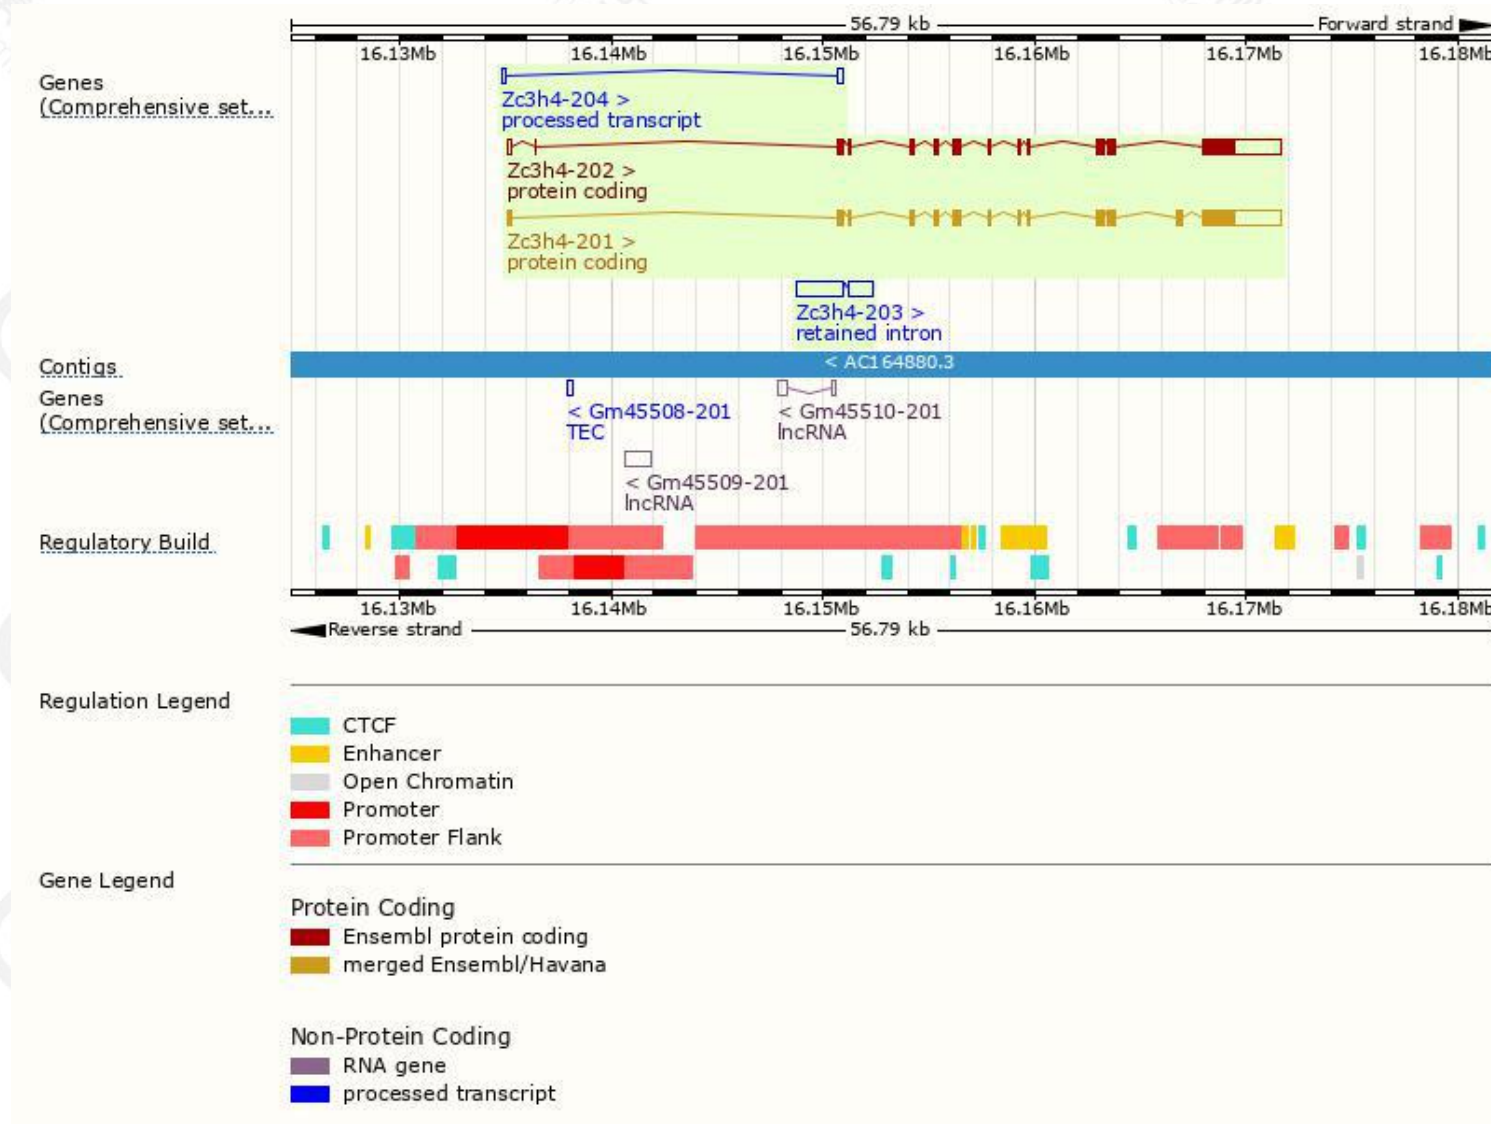 56.79 kb
Forward strand
16.13Mb 16.14Mb 16.15Mb 16.16Mb 16.17Mb 16.18Mb
Genes
(Comprehensive set...
Zc3h4-204 >
processed transcript
Zc3h4-202 >
protein coding
Zc3h4-201 >
protein coding
Zc3h4-203 >
retained intron
Contigs
< AC164880.3
Genes
(Comprehensive set...
< Gm45508-201
TEC
< Gm45510-201
lncRNA
< Gm45509-201
lncRNA
Regulatory Build
16.13Mb 16.14Mb 16.15Mb 16.16Mb 16.17Mb 16.18Mb
Reverse strand
56.79 kb
Regulation Legend
CTCF
Enhancer
Open Chromatin
Promoter
Promoter Flank
Gene Legend
Protein Coding
Ensembl protein coding
merged Ensembl/Havana
Non-Protein Coding
RNA gene
processed transcript